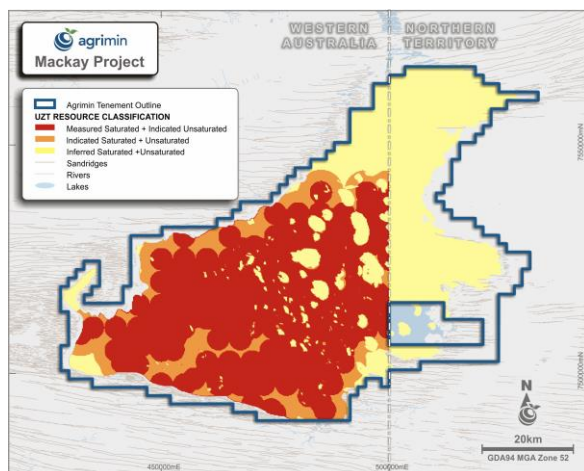 agrimin
Mackay Project
WESTERN
AUSTRALIA
NORTHERN
TERRITORY
Agrimin Tenement Outline
UZT RESOURCE CLASSIFICATION
Measured Saturated + Indicated Unsaturated
Indicated Saturated + Unsaturated
Inferred Saturated +Unsaturated
Sandridges
Rivers
Lakes
7550000mN
7500000mN
N
20km
GDA94 MGA Zone 52
450000mE
500000mE